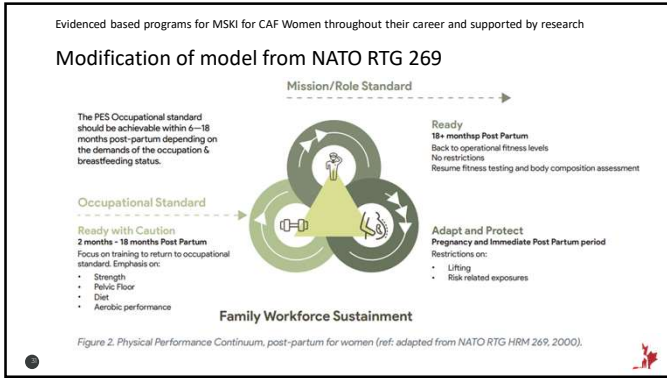 Evidenced based programs for MSKI for CAF Women throughout their career and supported by research
Modification of model from NATO RTG 269
Mission/Role Standard
The PES Occupational standard
should be achievable within 6—18
months post-partum depending on
the demands of the occupation &
breastfeeding status.
Ready
18+ monthsp Post Partum
Back to operational fitness levels
No restrictions
Resume fitness testing and body composition assessment
Occupational Standard
Ready with Caution
2 months - 18 months Post Partum
Focus on training to return to occupational
standard. Emphasis on:
• Strength
• Pelvic Floor
• Diet
• Aerobic performance
Adapt and Protect
Pregnancy and Immediate Post Partum period
Restrictions on:
• Lifting
• Risk related exposures
Family Workforce Sustainment
Figure 2. Physical Performance Continuum, post-partum for women (ref: adapted from NATO RTG HRM 269, 2000).